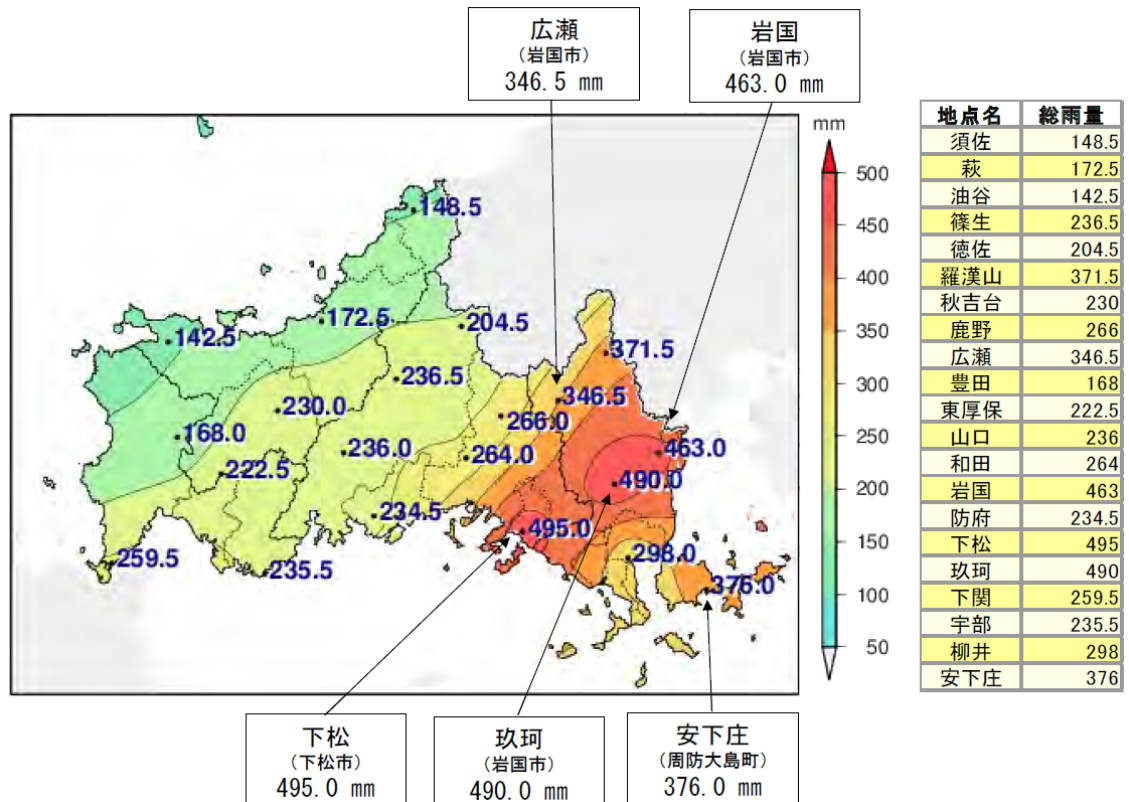 広瀬
(岩国市)
346.5 mm
岩国
(岩国市)
463.0 mm
mm
500
450
400
350
300
250
200
150
100
50
148.5
172.5
204.5
142.5
371.5
236.5
346.5
230.0
266.0
168.0
236.0
264.0
463.0
222.5
490.0
234.5
495.0
259.5
235.5
298.0
376.0
下松
(下松市)
495.0 mm
玖珂
(岩国市)
490.0 mm
安下庄
(周防大島町)
376.0 mm
地点名 総雨量
須佐 148.5
萩 172.5
油谷 142.5
篠生 236.5
徳佐 204.5
羅漢山 371.5
秋吉台 230
鹿野 266
広瀬 346.5
豊田 168
東厚保 222.5
山口 236
和田 264
岩国 463
防府 234.5
下松 495
玖珂 490
下関 259.5
宇部 235.5
柳井 298
安下庄 376